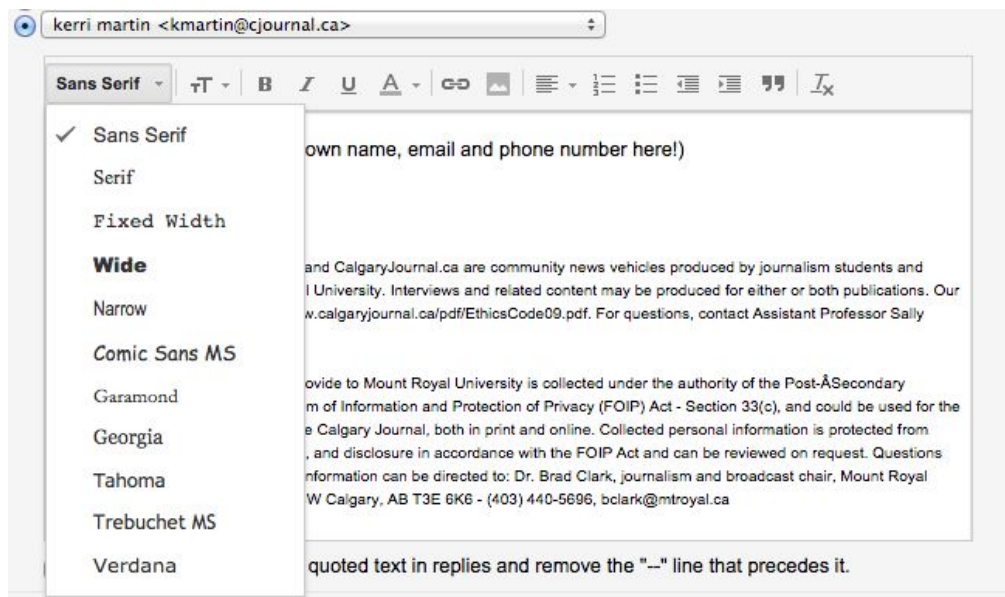 kerri martin <kmartin@cjournal.ca>
Sans Serif TT B I U A Tx
Sans Serif
Serif
Fixed Width
Wide
Narrow
Comic Sans MS
Garamond
Georgia
Tahoma
Trebuchet MS
Verdana
own name, email and phone number here!)
and CalgaryJournal.ca are community news vehicles produced by journalism students and
l University. Interviews and related content may be produced for either or both publications. Our
w.calgaryjournal.ca/pdf/EthicsCode09.pdf. For questions, contact Assistant Professor Sally
ovide to Mount Royal University is collected under the authority of the Post-ÂSecondary
m of Information and Protection of Privacy (FOIP) Act - Section 33(c), and could be used for the
e Calgary Journal, both in print and online. Collected personal information is protected from
, and disclosure in accordance with the FOIP Act and can be reviewed on request. Questions
nformation can be directed to: Dr. Brad Clark, journalism and broadcast chair, Mount Royal
W Calgary, AB T3E 6K6 - (403) 440-5696, bclark@mtroyal.ca
quoted text in replies and remove the "--" line that precedes it.